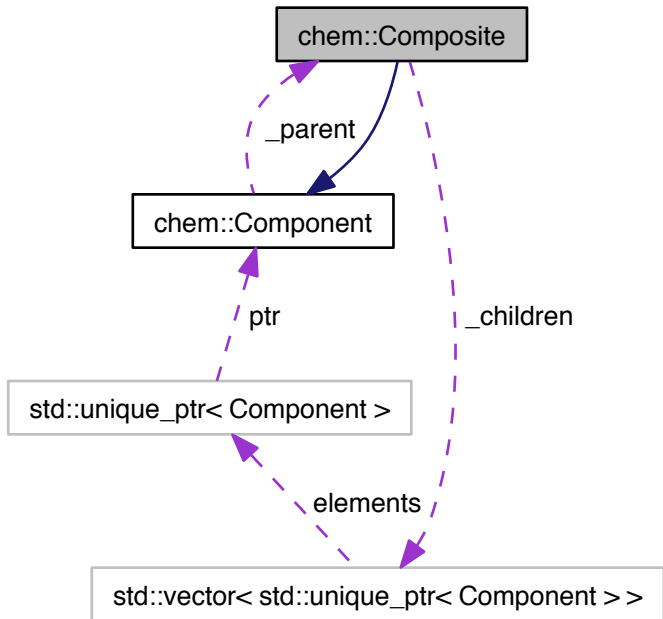 chem::Composite
_parent
chem::Component
ptr
_children
std::unique_ptr< Component >
elements
std::vector< std::unique_ptr< Component > >